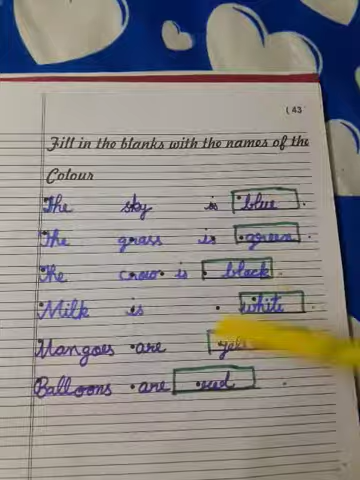 ( 43
Fill in the blanks with the names of the
Colour
The sky is blue .
The grass is green .
The crow is black .
Milk is white .
Mangoes are
Balloons are red .